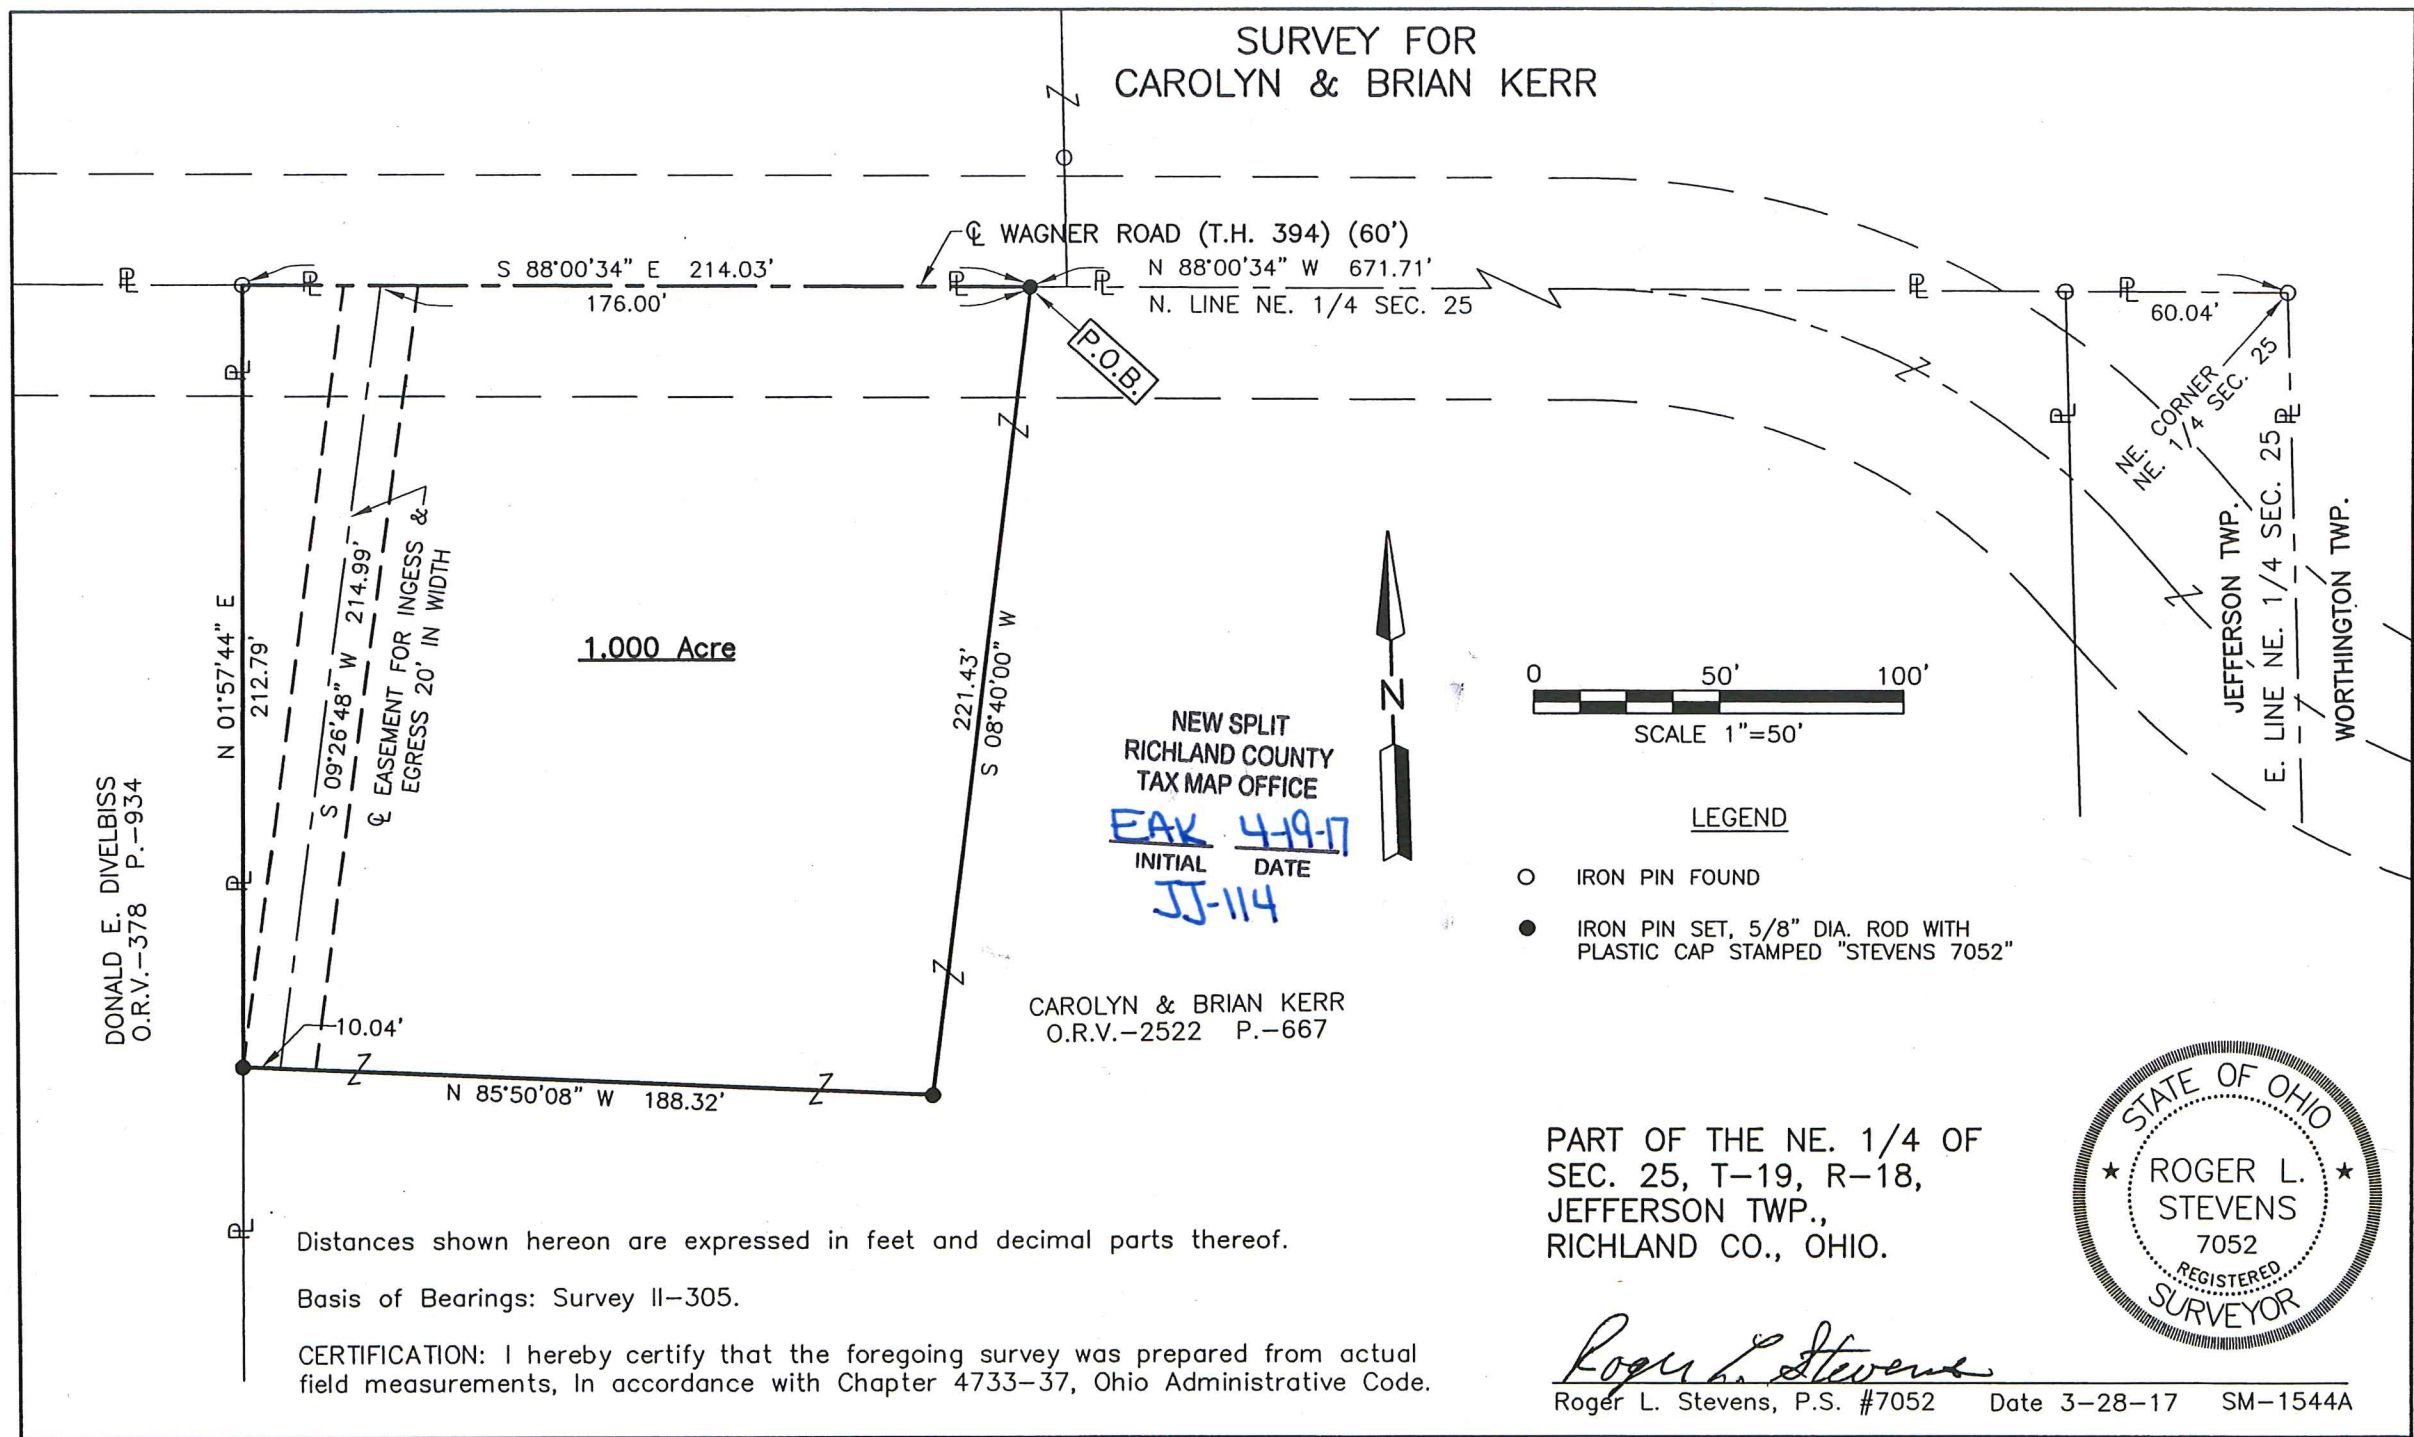 SURVEY FOR
CAROLYN & BRIAN KERR
℄ WAGNER ROAD (T.H. 394) (60')
S 88°00'34" E 214.03'
176.00'
N 88°00'34" W 671.71'
N. LINE NE. 1/4 SEC. 25
P.O.B.
60.04'
NE. CORNER
NE. 1/4 SEC. 25
JEFFERSON TWP.
E. LINE NE. 1/4 SEC. 25
WORTHINGTON TWP.
N 01°57'44" E
212.79'
S 09°26'48" W 214.99'
℄ EASEMENT FOR INGESS &
EGRESS 20' IN WIDTH
1.000 Acre
221.43'
S 08°40'00" W
N
0 50' 100'
SCALE 1"=50'
NEW SPLIT
RICHLAND COUNTY
TAX MAP OFFICE
EAK 4-19-17
INITIAL DATE
JJ-114
LEGEND
IRON PIN FOUND
IRON PIN SET, 5/8" DIA. ROD WITH
PLASTIC CAP STAMPED "STEVENS 7052"
DONALD E. DIVELBISS
O.R.V.-378 P.-934
10.04'
N 85°50'08" W 188.32'
CAROLYN & BRIAN KERR
O.R.V.-2522 P.-667
PART OF THE NE. 1/4 OF
SEC. 25, T-19, R-18,
JEFFERSON TWP.,
RICHLAND CO., OHIO.
STATE OF OHIO
ROGER L.
STEVENS
7052
REGISTERED
SURVEYOR
Distances shown hereon are expressed in feet and decimal parts thereof.
Basis of Bearings: Survey II-305.
CERTIFICATION: I hereby certify that the foregoing survey was prepared from actual
field measurements, In accordance with Chapter 4733-37, Ohio Administrative Code.
Roger L. Stevens
Roger L. Stevens, P.S. #7052 Date 3-28-17 SM-1544A